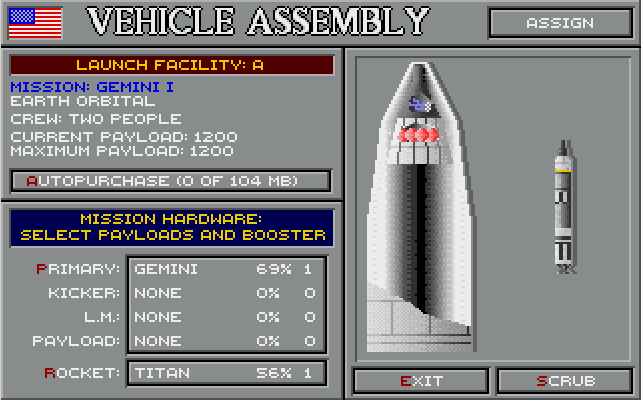 VEHICLE ASSEMBLY
ASSIGN
LAUNCH FACILITY: A
MISSION: GEMINI I
EARTH ORBITAL
CREW: TWO PEOPLE
CURRENT PAYLOAD: 1200
MAXIMUM PAYLOAD: 1200
AUTOPURCHASE (0 OF 104 MB)
MISSION HARDWARE:
SELECT PAYLOADS AND BOOSTER
PRIMARY: GEMINI 69% 1
KICKER: NONE 0% 0
L.M.: NONE 0% 0
PAYLOAD: NONE 0% 0
ROCKET: TITAN 56% 1
EXIT
SCRUB